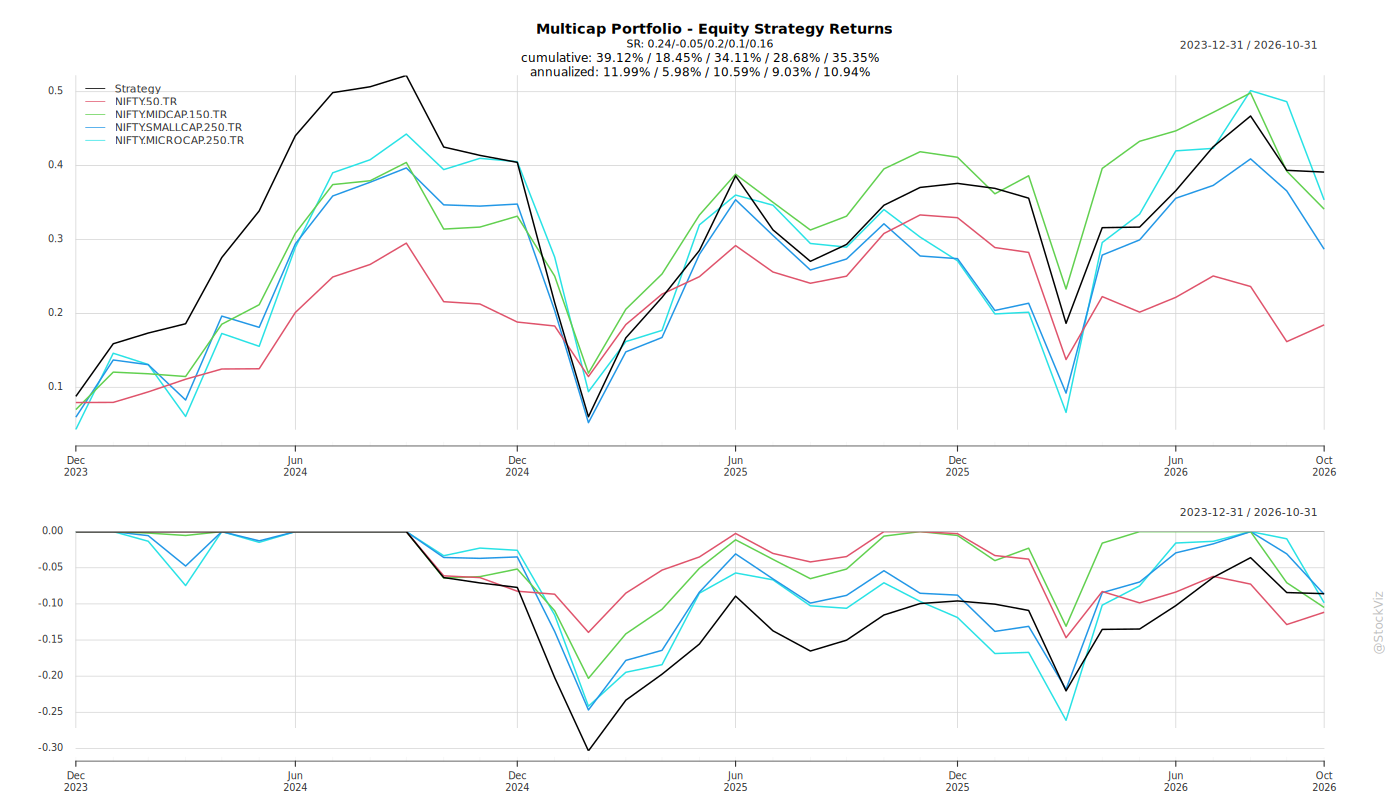 Multicap Portfolio - Equity Strategy Returns
SR: 0.24/-0.05/0.2/0.1/0.16
2023-12-31 / 2026-10-31
cumulative: 39.12% / 18.45% / 34.11% / 28.68% / 35.35%
annualized: 11.99% / 5.98% / 10.59% / 9.03% / 10.94%
Strategy
NIFTY.50.TR
NIFTY.MIDCAP.150.TR
NIFTY.SMALLCAP.250.TR
NIFTY.MICROCAP.250.TR
0.5
0.4
0.3
0.2
0.1
Dec 2023
Jun 2024
Dec 2024
Jun 2025
Dec 2025
Jun 2026
Oct 2026
2023-12-31 / 2026-10-31
0.00
-0.05
-0.10
-0.15
-0.20
-0.25
-0.30
Dec 2023
Jun 2024
Dec 2024
Jun 2025
Dec 2025
Jun 2026
Oct 2026
@StockViz